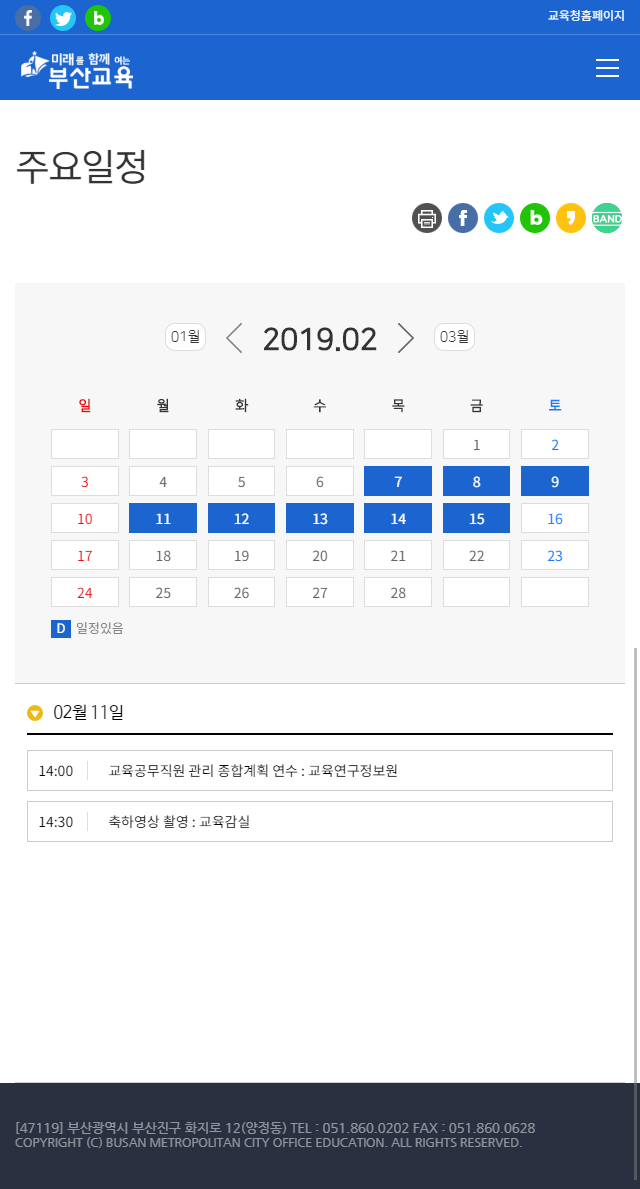 교육청홈페이지
미래를 함께 여는
부산교육
주요일정
BAND
01월 2019.02 03월
일 월 화 수 목 금 토
1 2
3 4 5 6 7 8 9
10 11 12 13 14 15 16
17 18 19 20 21 22 23
24 25 26 27 28
D 일정있음
02월 11일
14:00 교육공무직원 관리 종합계획 연수 : 교육연구정보원
14:30 축하영상 촬영 : 교육감실
[47119] 부산광역시 부산진구 화지로 12(양정동) TEL : 051.860.0202 FAX : 051.860.0628
COPYRIGHT (C) BUSAN METROPOLITAN CITY OFFICE EDUCATION. ALL RIGHTS RESERVED.